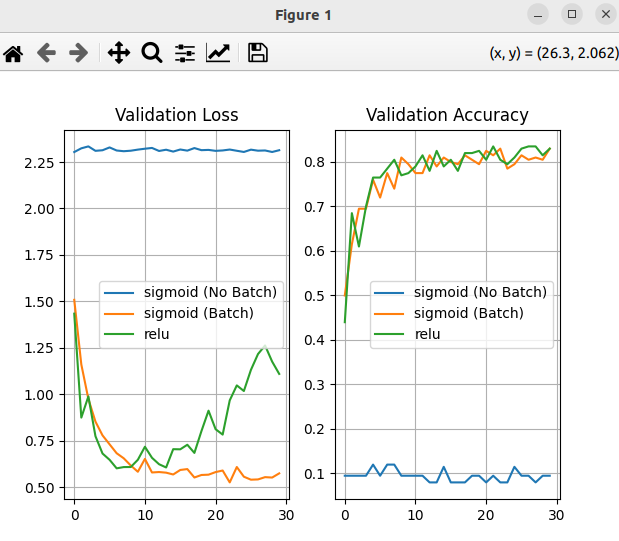 Figure 1
(x, y) = (26.3, 2.062)
Validation Loss
2.25
2.00
1.75
1.50
1.25
1.00
0.75
0.50
0
10
20
30
sigmoid (No Batch)
sigmoid (Batch)
relu
Validation Accuracy
0.8
0.7
0.6
0.5
0.4
0.3
0.2
0.1
0
10
20
30
sigmoid (No Batch)
sigmoid (Batch)
relu